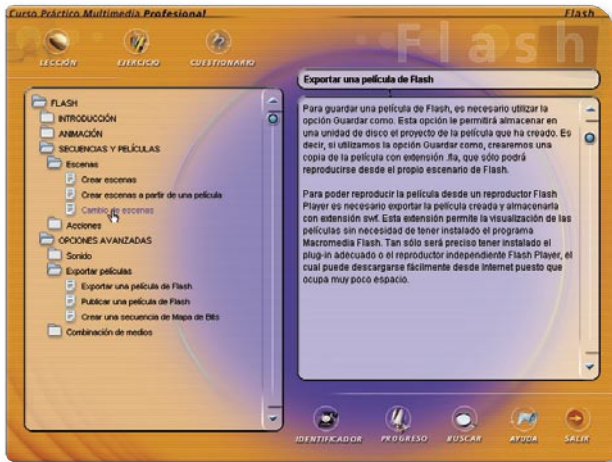 Curso Práctico Multimedia Profesional
Flash
Flash
LECCIÓN
EJERCICIO
CUESTIONARIO
FLASH
INTRODUCCIÓN
ANIMACIÓN
SECUENCIAS Y PELÍCULAS
Escenas
Crear escenas
Crear escenas a partir de una película
Cambio de escenas
Acciones
OPCIONES AVANZADAS
Sonido
Exportar películas
Exportar una película de Flash
Publicar una película de Flash
Crear una secuencia de Mapa de Bits
Combinación de medios
Exportar una película de Flash
Para guardar una película de Flash, es necesario utilizar la
opción Guardar como. Esta opción le permitirá almacenar en
una unidad de disco el proyecto de la película que ha creado. Es
decir, si utilizamos la opción Guardar como, crearemos una
copia de la película con extensión .fla, que sólo podrá
reproducirse desde el propio escenario de Flash.
Para poder reproducir la película desde un reproductor Flash
Player es necesario exportar la película creada y almacenarla
con extensión swf. Esta extensión permite la visualización de las
películas sin necesidad de tener instalado el programa
Macromedia Flash. Tan sólo será preciso tener instalado el
plug-in adecuado o el reproductor independiente Flash Player, el
cual puede descargarse fácilmente desde Internet puesto que
ocupa muy poco espacio.
IDENTIFICADOR
PROGRESO
BUSCAR
AYUDA
SALIR